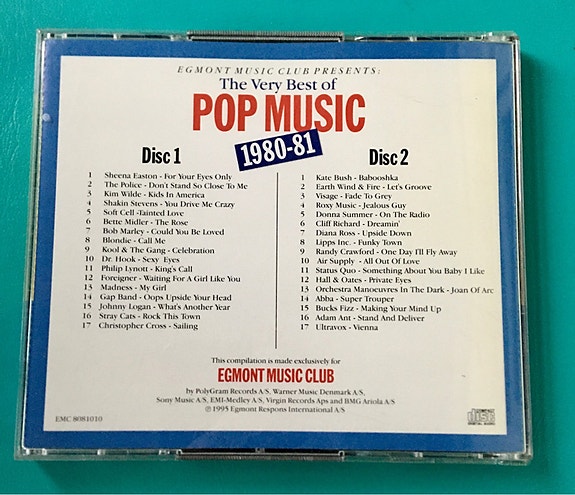 EGMONT MUSIC CLUB PRESENTS:
The Very Best of
POP MUSIC
1980-81
Disc 1
1 Sheena Easton - For Your Eyes Only
2 The Police - Don't Stand So Close To Me
3 Kim Wilde - Kids In America
4 Shakin Stevens - You Drive Me Crazy
5 Soft Cell -Tainted Love
6 Bette Midler - The Rose
7 Bob Marley - Could You Be Loved
8 Blondie - Call Me
9 Kool & The Gang - Celebration
10 Dr. Hook - Sexy Eyes
11 Philip Lynott - King's Call
12 Foreigner - Waiting For A Girl Like You
13 Madness - My Girl
14 Gap Band - Oops Upside Your Head
15 Johnny Logan - What's Another Year
16 Stray Cats - Rock This Town
17 Christopher Cross - Sailing
Disc 2
1 Kate Bush - Babooshka
2 Earth Wind & Fire - Let's Groove
3 Visage - Fade To Grey
4 Roxy Music - Jealous Guy
5 Donna Summer - On The Radio
6 Cliff Richard - Dreamin'
7 Diana Ross - Upside Down
8 Lipps Inc. - Funky Town
9 Randy Crawford - One Day I'll Fly Away
10 Air Supply - All Out Of Love
11 Status Quo - Something About You Baby I Like
12 Hall & Oates - Private Eyes
13 Orchestra Manoeuvres In The Dark - Joan Of Arc
14 Abba - Super Trouper
15 Bucks Fizz - Making Your Mind Up
16 Adam Ant - Stand And Deliver
17 Ultravox - Vienna
This compilation is made exclusively for
EGMONT MUSIC CLUB
by PolyGram Records A/S, Warner Music Denmark A/S,
Sony Music A/S, EMI-Medley A/S, Virgin Records Aps and BMG Ariola A/S
℗ 1995 Egmont Respons International A/S
EMC 8081010
disc
DIGITAL AUDIO